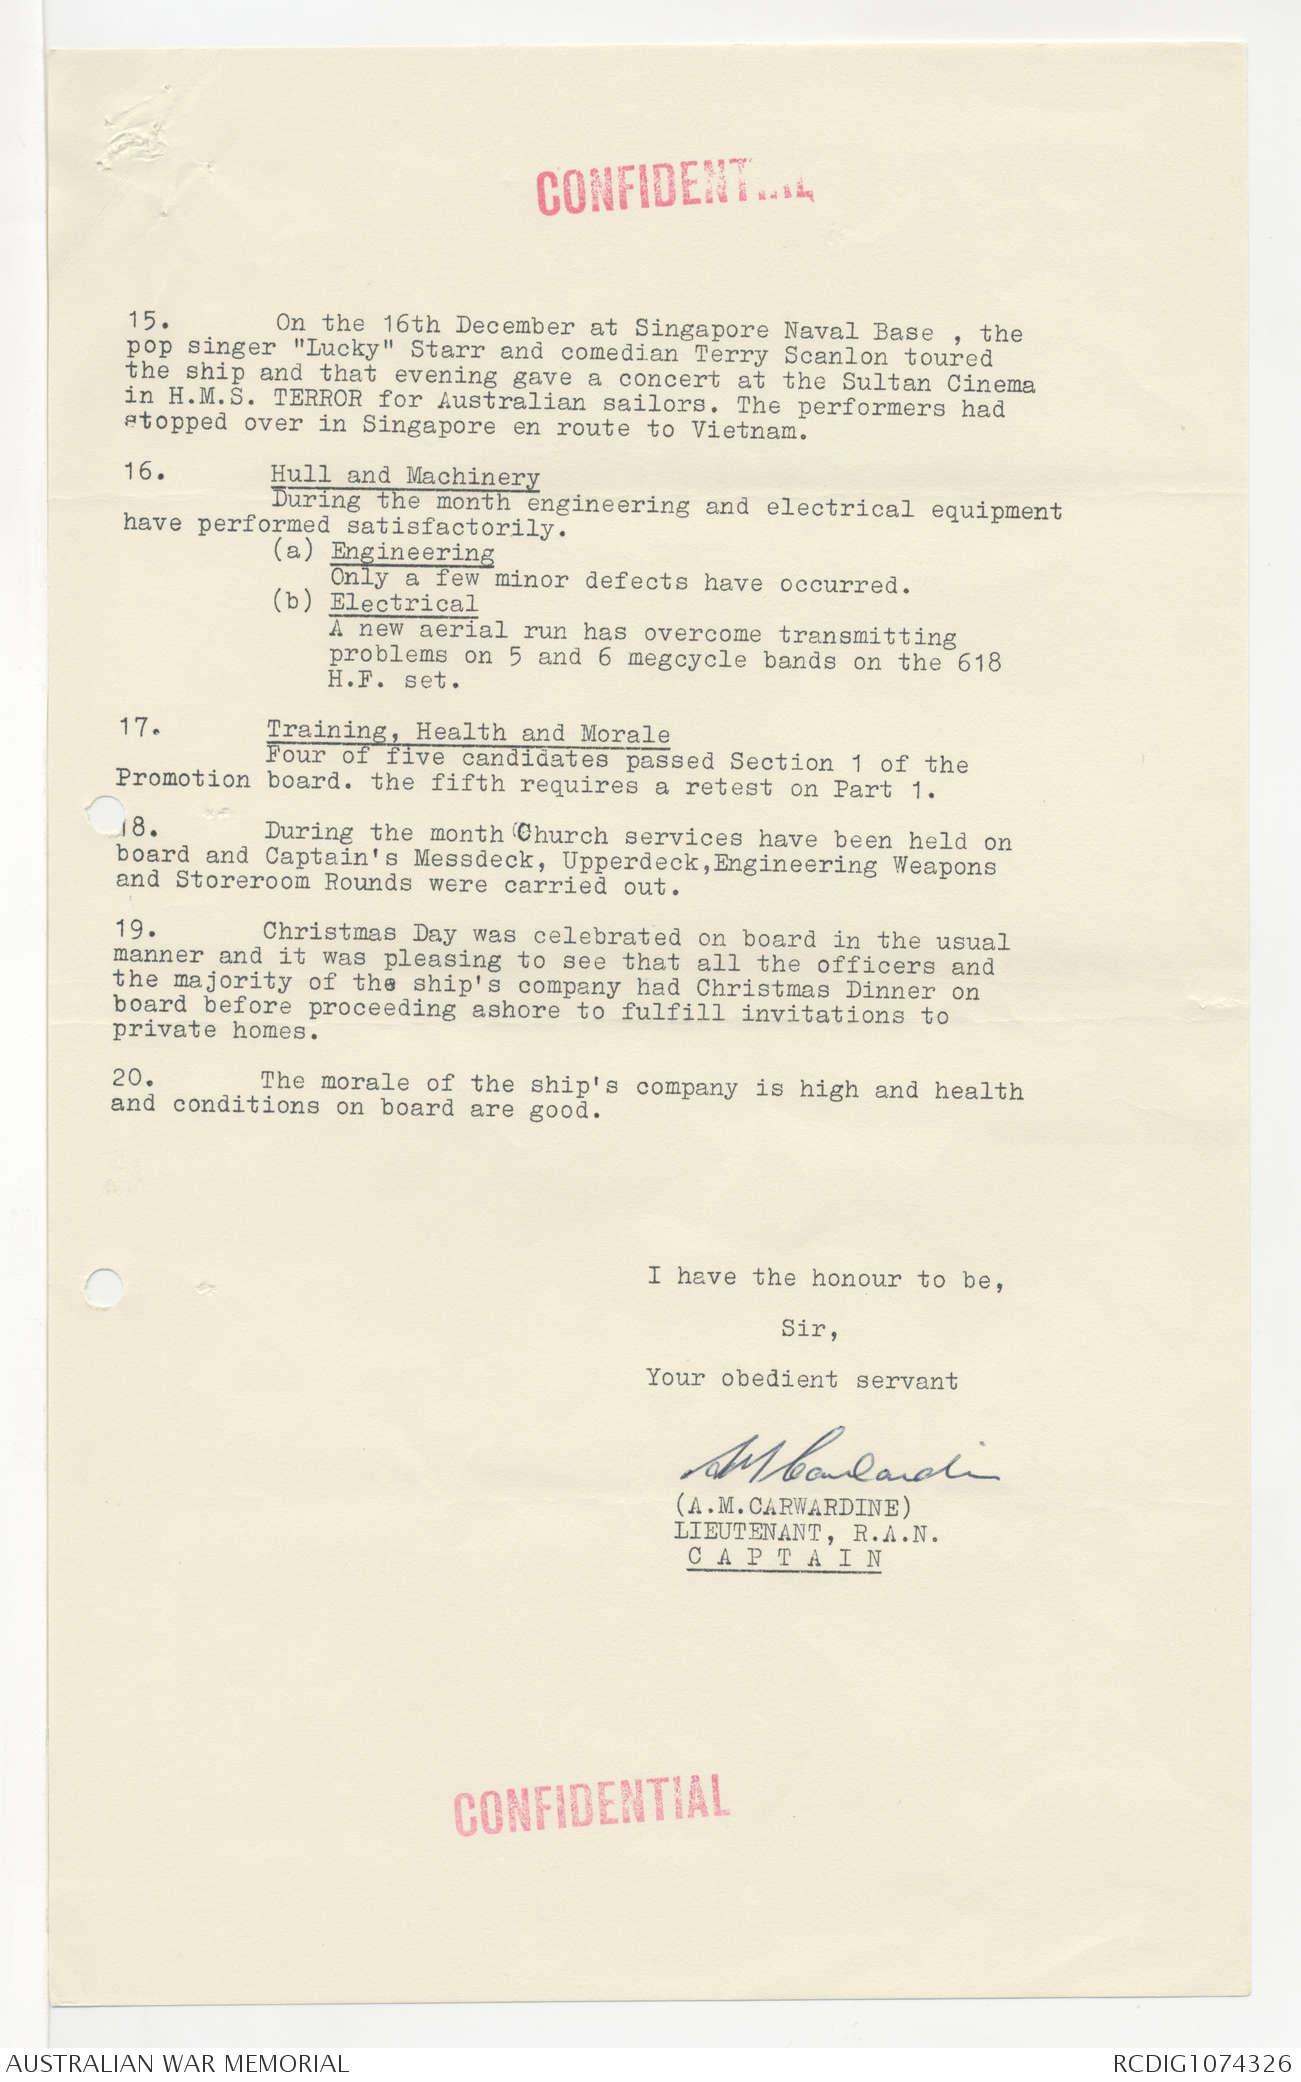 CONFIDENTIAL
15. On the 16th December at Singapore Naval Base , the
pop singer "Lucky" Starr and comedian Terry Scanlon toured
the ship and that evening gave a concert at the Sultan Cinema
in H.M.S. TERROR for Australian sailors. The performers had
stopped over in Singapore en route to Vietnam.
16. Hull and Machinery
During the month engineering and electrical equipment
have performed satisfactorily.
(a) Engineering
Only a few minor defects have occurred.
(b) Electrical
A new aerial run has overcome transmitting
problems on 5 and 6 megcycle bands on the 618
H.F. set.
17. Training, Health and Morale
Four of five candidates passed Section 1 of the
Promotion board. the fifth requires a retest on Part 1.
18. During the month Church services have been held on
board and Captain's Messdeck, Upperdeck,Engineering Weapons
and Storeroom Rounds were carried out.
19. Christmas Day was celebrated on board in the usual
manner and it was pleasing to see that all the officers and
the majority of the ship's company had Christmas Dinner on
board before proceeding ashore to fulfill invitations to
private homes.
20. The morale of the ship's company is high and health
and conditions on board are good.
I have the honour to be,
Sir,
Your obedient servant
AM Carwardine
(A.M.CARWARDINE)
LIEUTENANT, R.A.N.
C A P T A I N
CONFIDENTIAL
AUSTRALIAN WAR MEMORIAL
RCDIG1074326